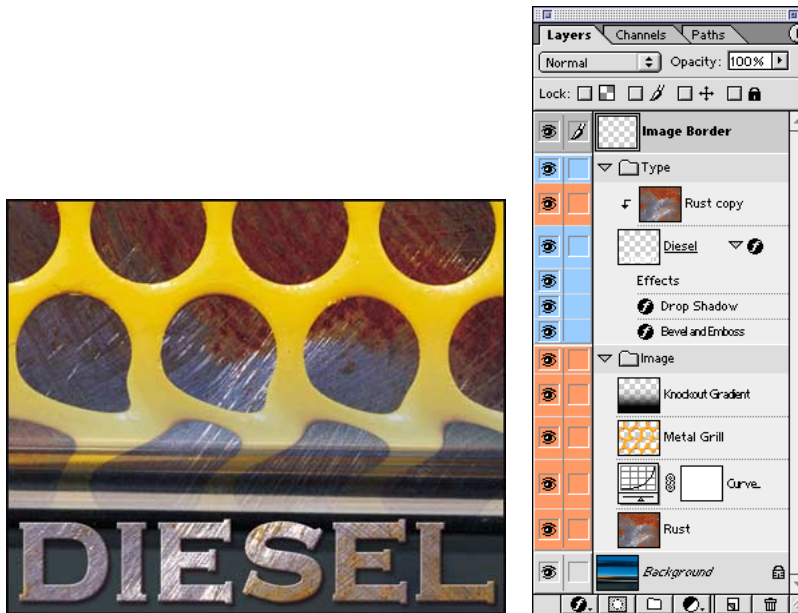 Layers Channels Paths
Normal Opacity: 100%
Lock:
Image Border
Type
Rust copy
Diesel
Effects
Drop Shadow
Bevel and Emboss
Image
Knockout Gradient
Metal Grill
Curve...
Rust
Background
DIESEL